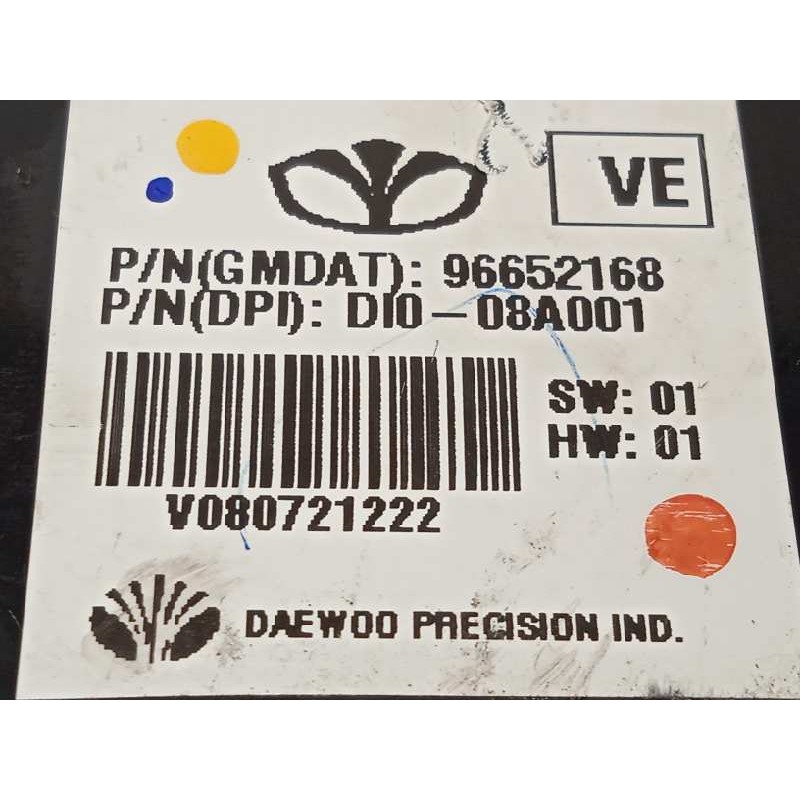 VE
P/N(GMDAT): 96652168
P/N(DPI): DI0-08A001
SW: 01
HW: 01
V080721222
DAEWOO PRECISION IND.